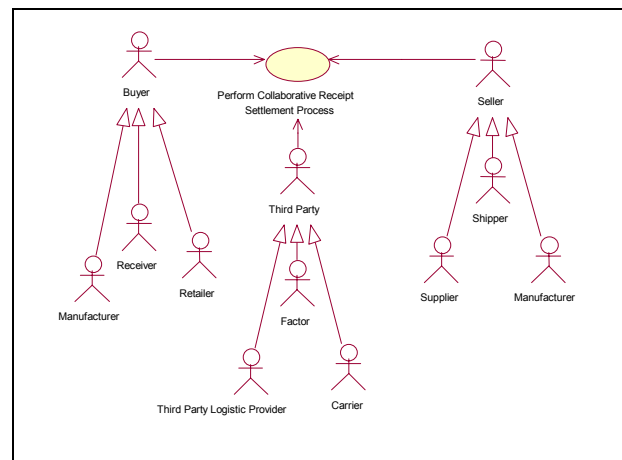 Buyer
Perform Collaborative Receipt
Settlement Process
Seller
Third Party
Shipper
Receiver
Retailer
Manufacturer
Supplier
Manufacturer
Factor
Third Party Logistic Provider
Carrier